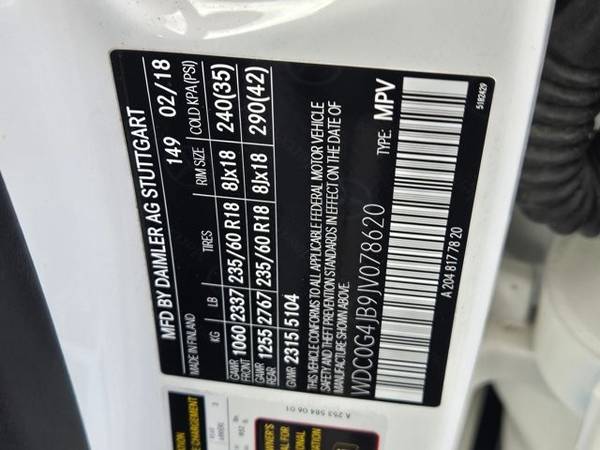 MFD BY DAIMLER AG STUTTGART
MADE IN FINLAND 149 02/18
KG LB TIRES RIM SIZE COLD KPA(PSI)
GAWR FRONT 1060 2337 235/60 R18 8Jx18 240(35)
GAWR REAR 1255 2767 235/60 R18 8Jx18 290(42)
GVWR 2315 5104
THIS VEHICLE CONFORMS TO ALL APPLICABLE FEDERAL MOTOR VEHICLE
SAFETY AND THEFT PREVENTION STANDARDS IN EFFECT ON THE DATE OF
WDC0G4JB9JV078620 TYPE: MPV
A 204 817 78 20
5182429
A 253 584 06 01